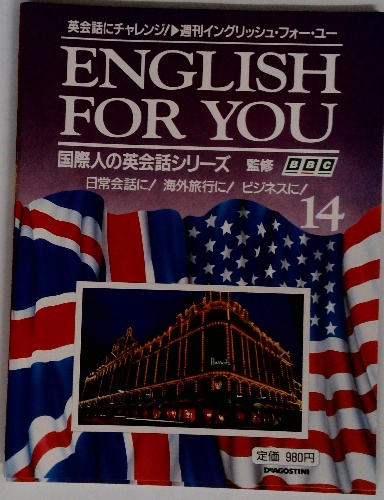 英会話にチャレンジ!▶週刊イングリッシュ・フォー・ユー
ENGLISH
FOR YOU
国際人の英会話シリーズ 監修 BBC
日常会話に! 海外旅行に! ビジネスに!
14
Harrods
定価 980円
DEAGOSTINI